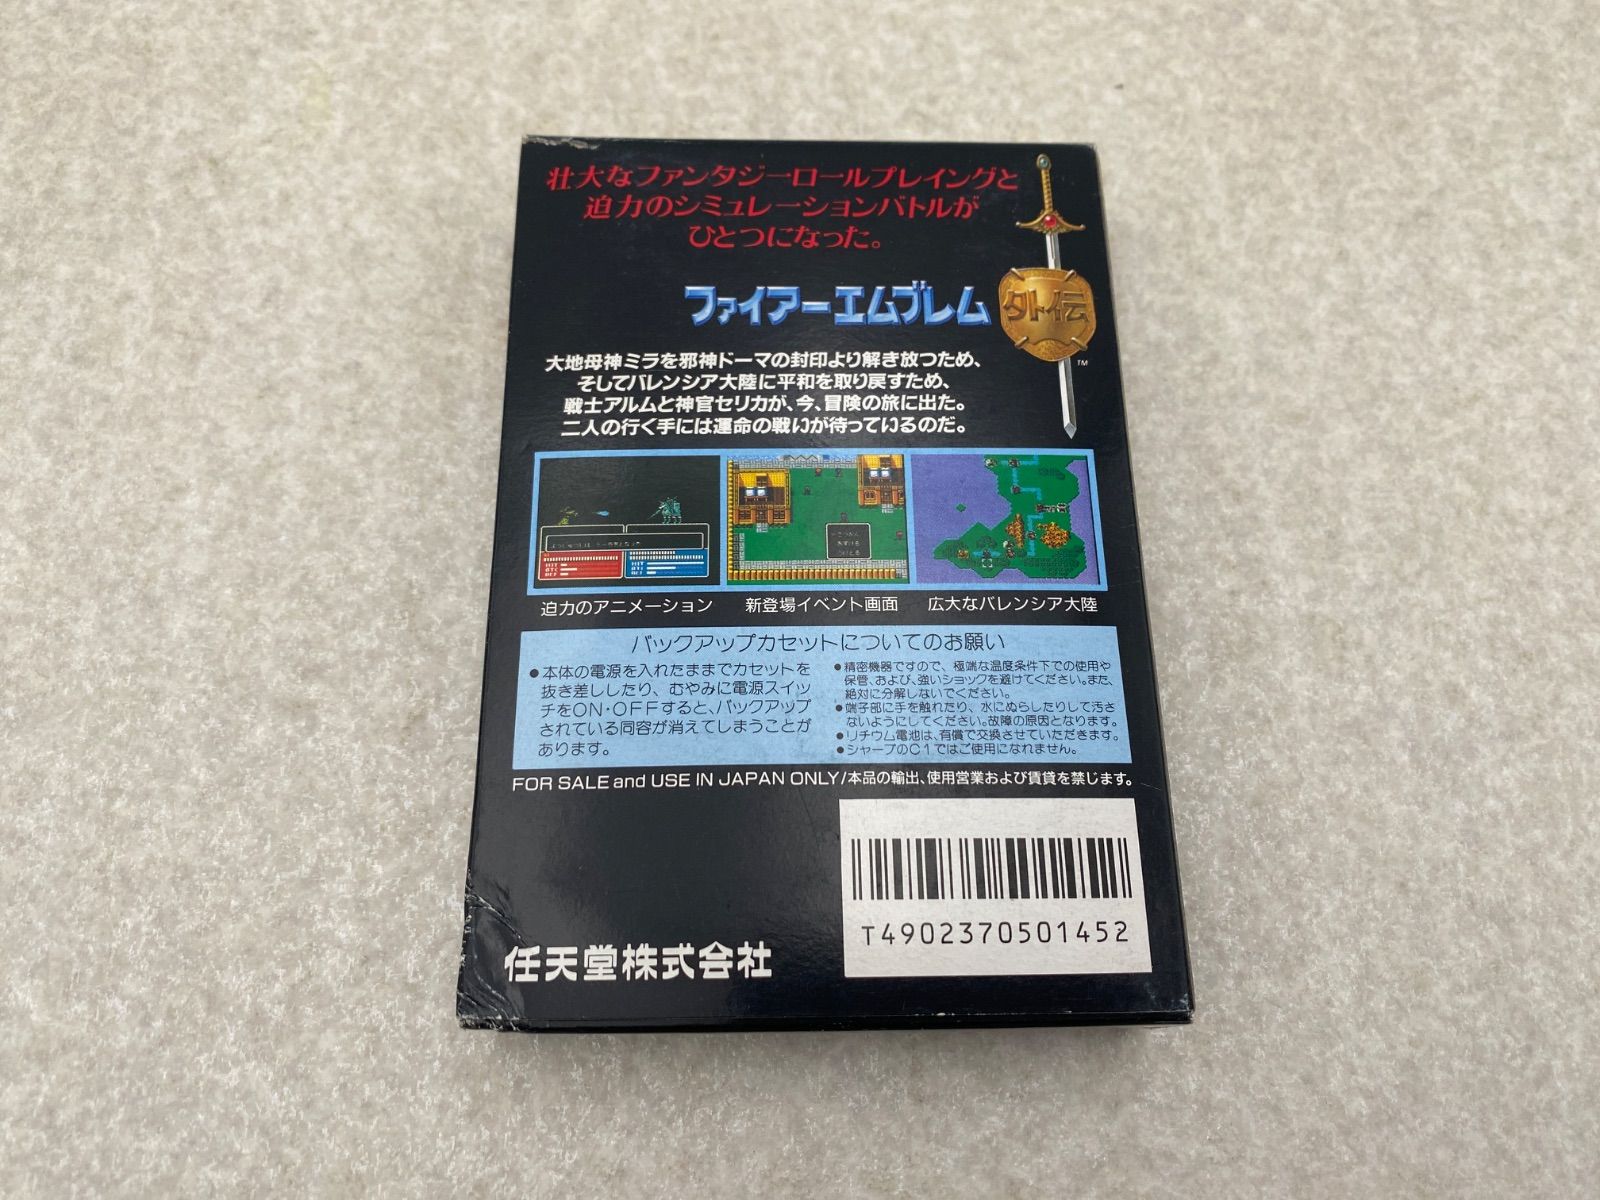 壮大なファンタジーロールプレイングと
迫力のシミュレーションバトルが
ひとつになった。
ファイアーエムブレム 外伝
TM
大地母神ミラを邪神ドーマの封印より解き放つため、
そしてバレンシア大陸に平和を取り戻すため、
戦士アルムと神官セリカが、今、冒険の旅に出た。
二人の行く手には運命の戦いが待っているのだ。
迫力のアニメーション
新登場イベント画面
広大なバレンシア大陸
バックアップカセットについてのお願い
●本体の電源を入れたままでカセットを
抜き差ししたり、むやみに電源スイッ
チをON・OFFすると、バックアップ
されている同容が消えてしまうことが
あります。
●精密機器ですので、極端な温度条件下での使用や
保管、および、強いショックを避けてください。また、
絶対に分解しないでください。
●端子部に手を触れたり、水にぬらしたりして汚さ
ないようにしてください。故障の原因となります。
●リチウム電池は、有償で交換させていただきます。
●シャープのC1ではご使用になれません。
FOR SALE and USE IN JAPAN ONLY/本品の輸出、使用営業および賃貸を禁じます。
T4902370501452
任天堂株式会社